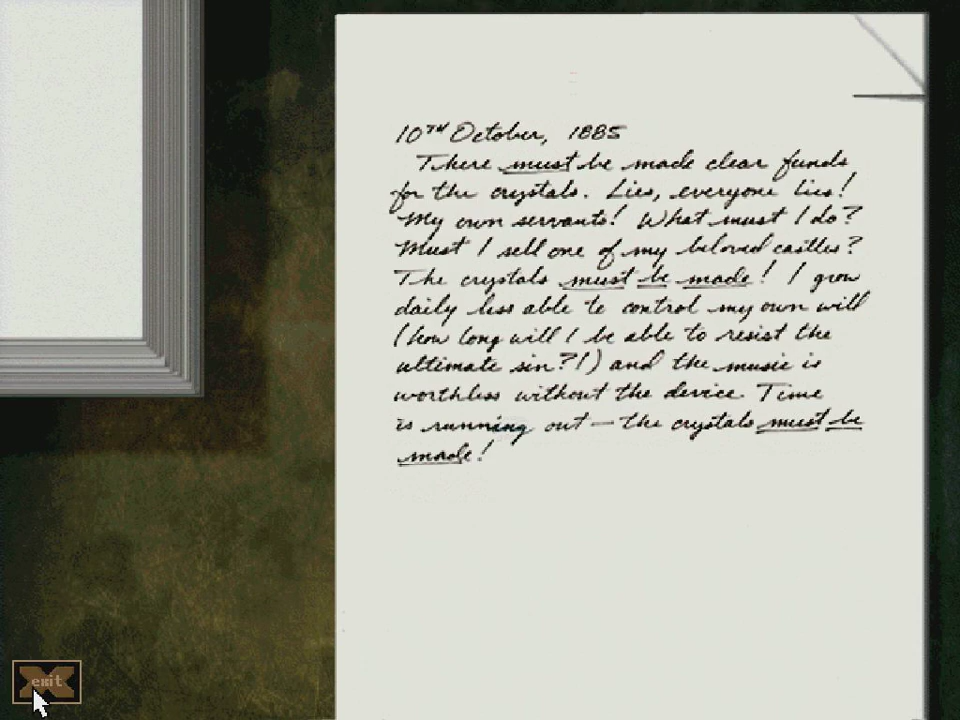 10TH October, 1885
There must be made clear funds
for the crystals. Lies, everyone lies!
My own servants! What must I do?
Must I sell one of my beloved castles?
The crystals must be made! I grow
daily less able to control my own will
(how long will I be able to resist the
ultimate sin?!) and the music is
worthless without the device. Time
is running out — the crystals must be
made!
exit